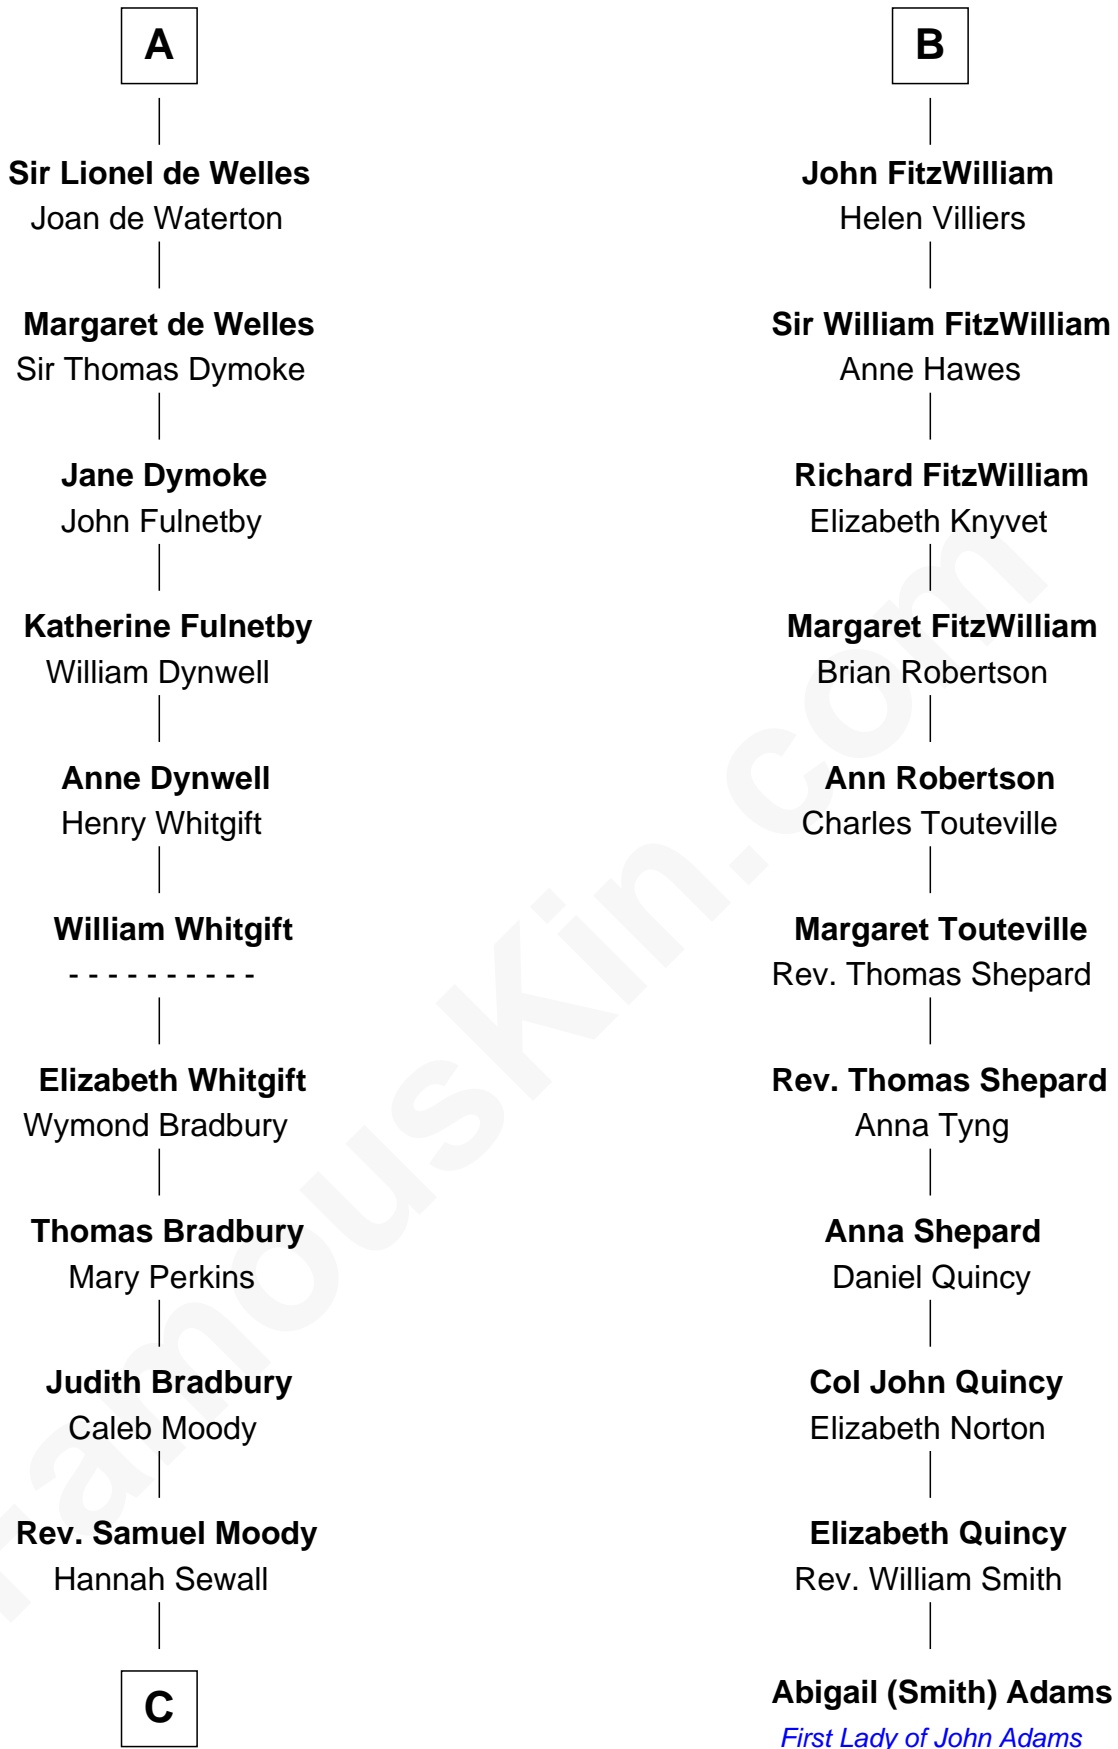 A
Sir Lionel de Welles
Joan de Waterton
Margaret de Welles
Sir Thomas Dymoke
Jane Dymoke
John Fulnetby
Katherine Fulnetby
William Dynwell
Anne Dynwell
Henry Whitgift
William Whitgift
- - - - - - - - - -
Elizabeth Whitgift
Wymond Bradbury
Thomas Bradbury
Mary Perkins
Judith Bradbury
Caleb Moody
Rev. Samuel Moody
Hannah Sewall
C
B
John FitzWilliam
Helen Villiers
Sir William FitzWilliam
Anne Hawes
Richard FitzWilliam
Elizabeth Knyvet
Margaret FitzWilliam
Brian Robertson
Ann Robertson
Charles Touteville
Margaret Touteville
Rev. Thomas Shepard
Rev. Thomas Shepard
Anna Tyng
Anna Shepard
Daniel Quincy
Col John Quincy
Elizabeth Norton
Elizabeth Quincy
Rev. William Smith
Abigail (Smith) Adams
First Lady of John Adams
FamousKin.com